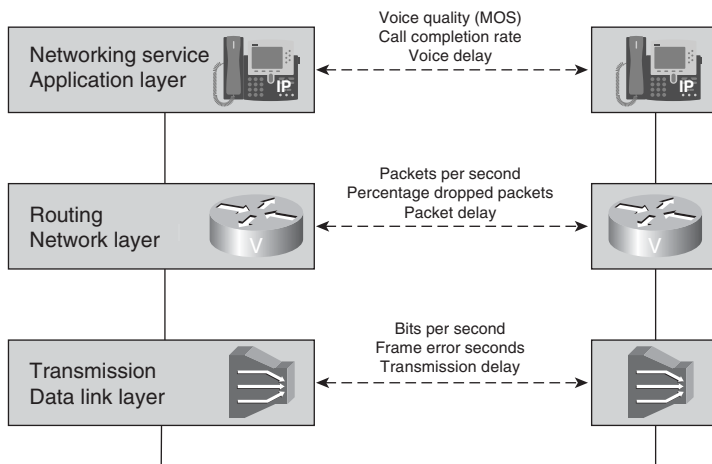 Networking service
Application layer
IP
Voice quality (MOS)
Call completion rate
Voice delay
IP
Routing
Network layer
V
Packets per second
Percentage dropped packets
Packet delay
V
Transmission
Data link layer
Bits per second
Frame error seconds
Transmission delay